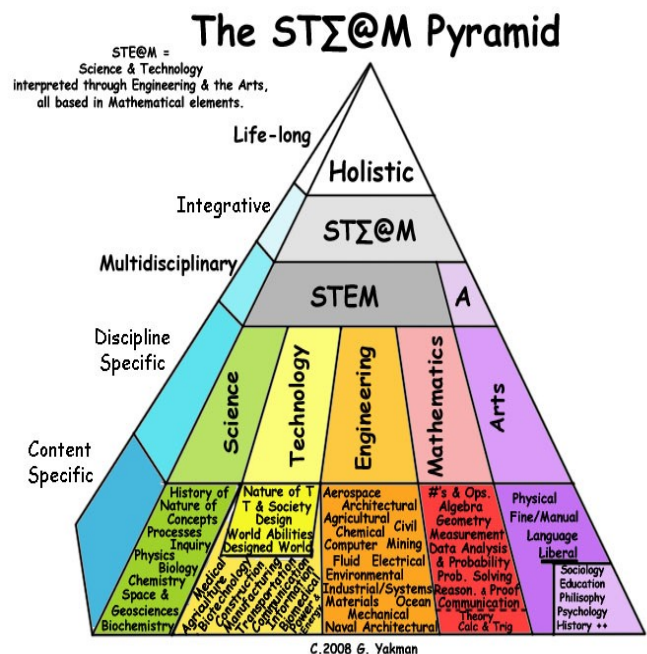 The STΣ@M Pyramid
STE@M =
Science & Technology
interpreted through Engineering & the Arts,
all based in Mathematical elements.
Life-long
Holistic
Integrative
STΣ@M
Multidisciplinary
STEM
A
Discipline
Specific
Science
Technology
Engineering
Mathematics
Arts
Content
Specific
History of
Nature of
Concepts
Processes
Inquiry
Physics
Biology
Chemistry
Space &
Geosciences
Biochemistry
Nature of T
T & Society
Design
World Abilities
Designed World
Medical
Agriculture
Biotechnology
Construction
Manufacturing
Transportation
Communication
Information
Biomedical
Power &
Energy
Aerospace
Architectural
Agricultural
Civil
Chemical
Computer Mining
Fluid Electrical
Environmental
Industrial/Systems
Materials Ocean
Mechanical
Naval Architectural
#'s & Ops.
Algebra
Geometry
Measurement
Data Analysis
& Probability
Prob. Solving
Reason. & Proof
Communication
Theory
Calc & Trig
Physical
Fine/Manual
Language
Liberal
Sociology
Education
Philisophy
Psychology
History ++
C.2008 G. Yakman